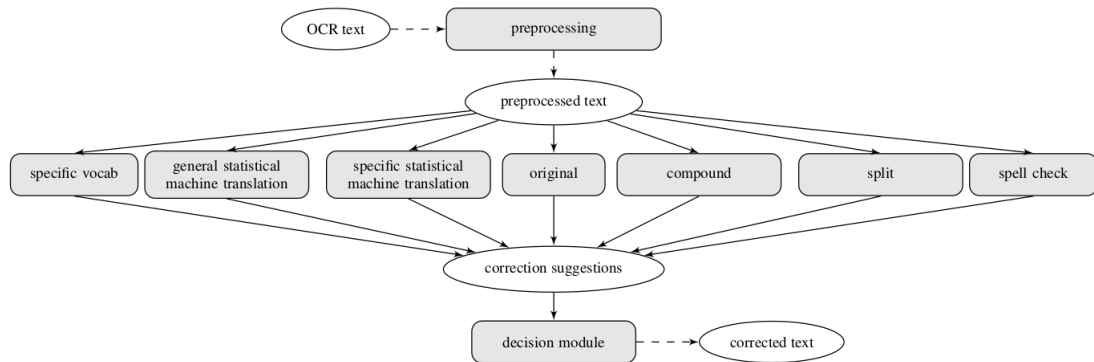 OCR text
preprocessing
preprocessed text
specific vocab
general statistical
machine translation
specific statistical
machine translation
original
compound
split
spell check
correction suggestions
decision module
corrected text